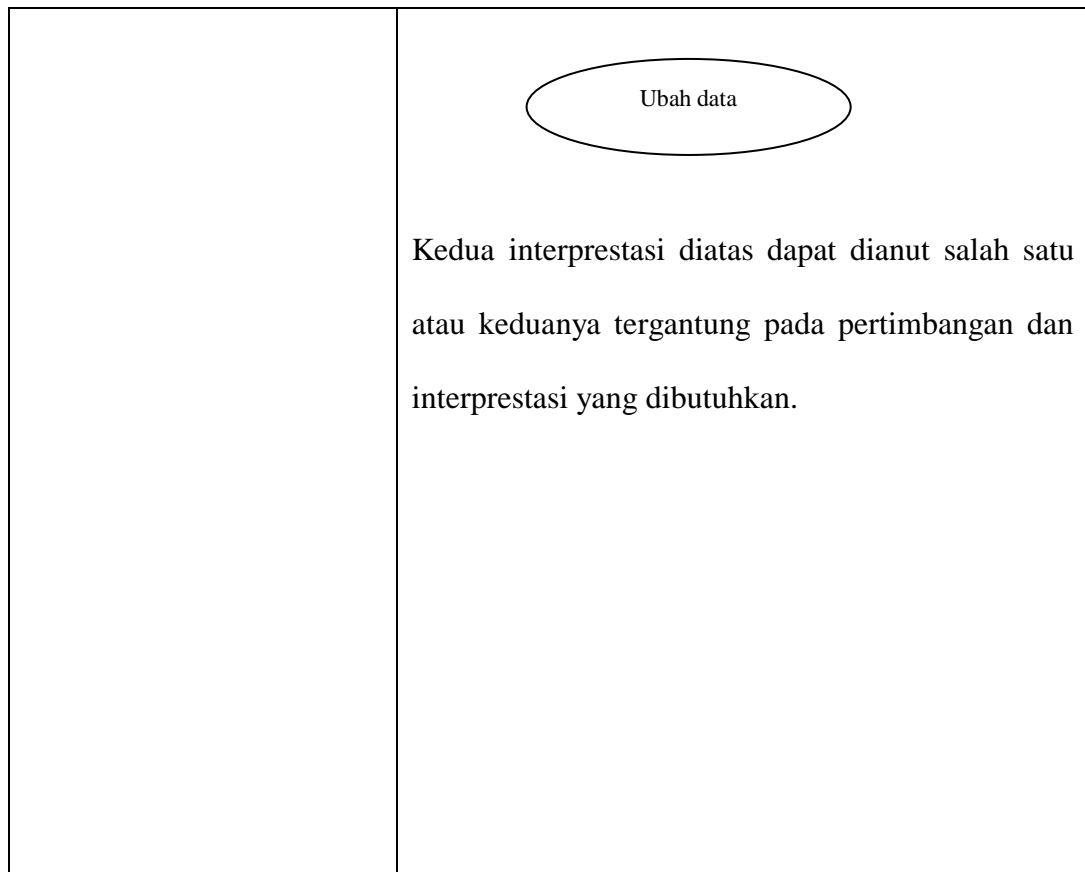 Ubah data
Kedua interprestasi diatas dapat dianut salah satu
atau keduanya tergantung pada pertimbangan dan
interprestasi yang dibutuhkan.